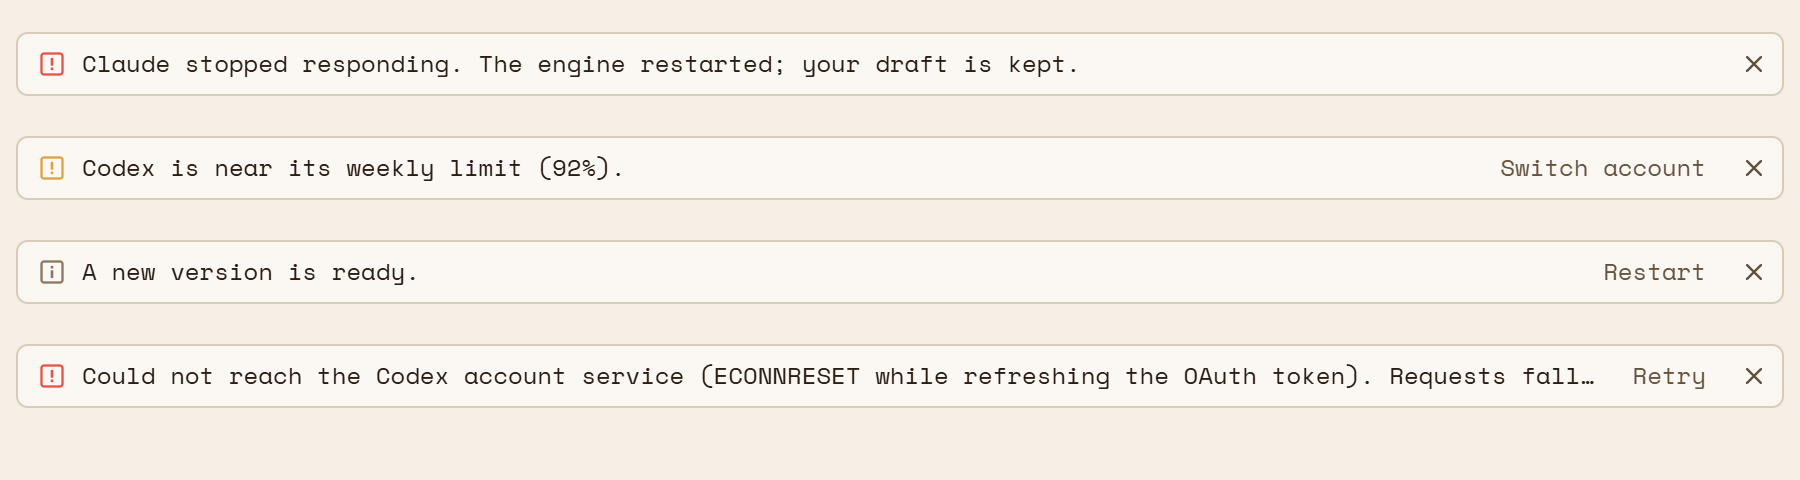 Claude stopped responding. The engine restarted; your draft is kept.
Codex is near its weekly limit (92%). Switch account
A new version is ready. Restart
Could not reach the Codex account service (ECONNRESET while refreshing the OAuth token). Requests fall… Retry